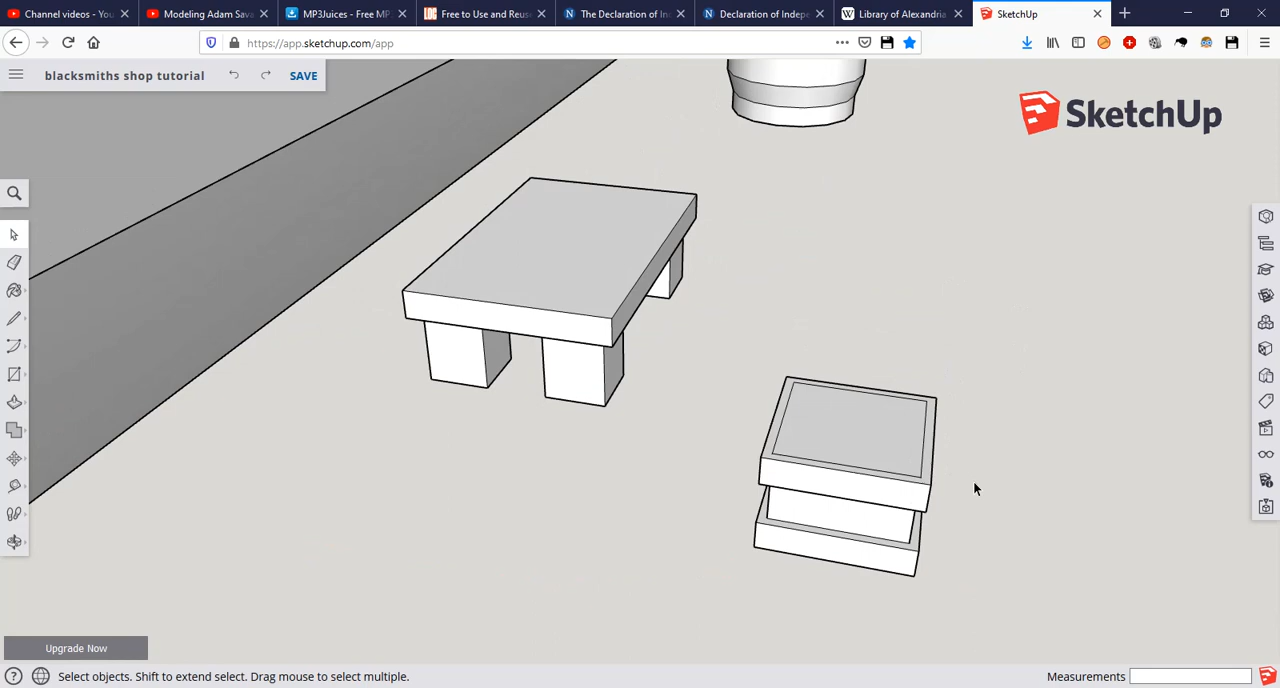 Channel videos - You
Modeling Adam Sava
MP3Juices - Free MP
Free to Use and Reus
The Declaration of In
Declaration of Indepe
Library of Alexandria
SketchUp
https://app.sketchup.com/app
blacksmiths shop tutorial
SAVE
SketchUp
Upgrade Now
Select objects. Shift to extend select. Drag mouse to select multiple.
Measurements